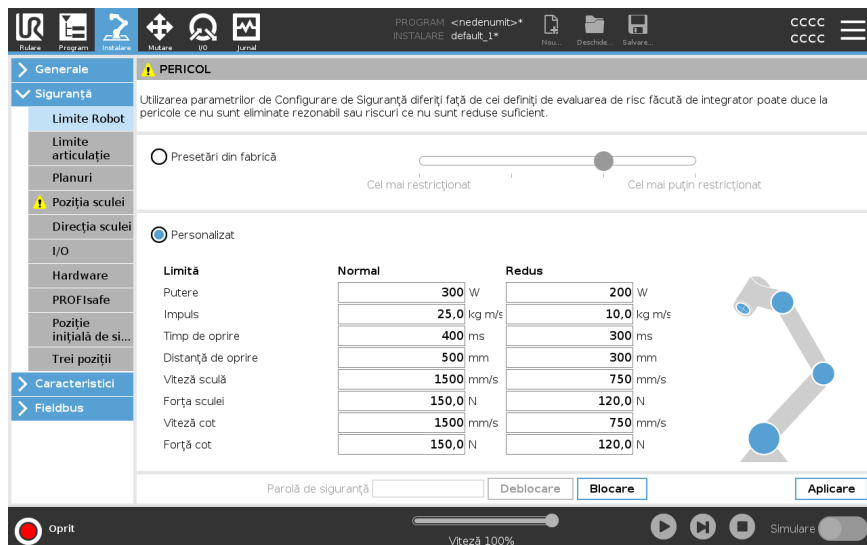 UR
PROGRAM <nedenumit>*
INSTALARE default_1*
CCCC
CCCC
Rulare Program Instalare Mutare I/O Jurnal
Nou... Deschide... Salvare...
Generale
Siguranță
Limite Robot
Limite
articulație
Planuri
Poziția sculei
Direcția sculei
I/O
Hardware
PROFIsafe
Poziție
inițială de si...
Trei poziții
Caracteristici
Fieldbus
PERICOL
Utilizarea parametrilor de Configurare de Siguranță diferiți față de cei definiți de evaluarea de risc făcută de integrator poate duce la
pericole ce nu sunt eliminate rezonabil sau riscuri ce nu sunt reduse suficient.
Presetări din fabrică
Cel mai restricționat Cel mai puțin restricționat
Personalizat
Limită Normal Redus
Putere 300 W 200 W
Impuls 25,0 kg m/s 10,0 kg m/s
Timp de oprire 400 ms 300 ms
Distanță de oprire 500 mm 300 mm
Viteză sculă 1500 mm/s 750 mm/s
Forța sculei 150,0 N 120,0 N
Viteză cot 1500 mm/s 750 mm/s
Forță cot 150,0 N 120,0 N
Parolă de siguranță Deblocare Blocare Aplicare
Oprit
Viteză 100%
Simulare